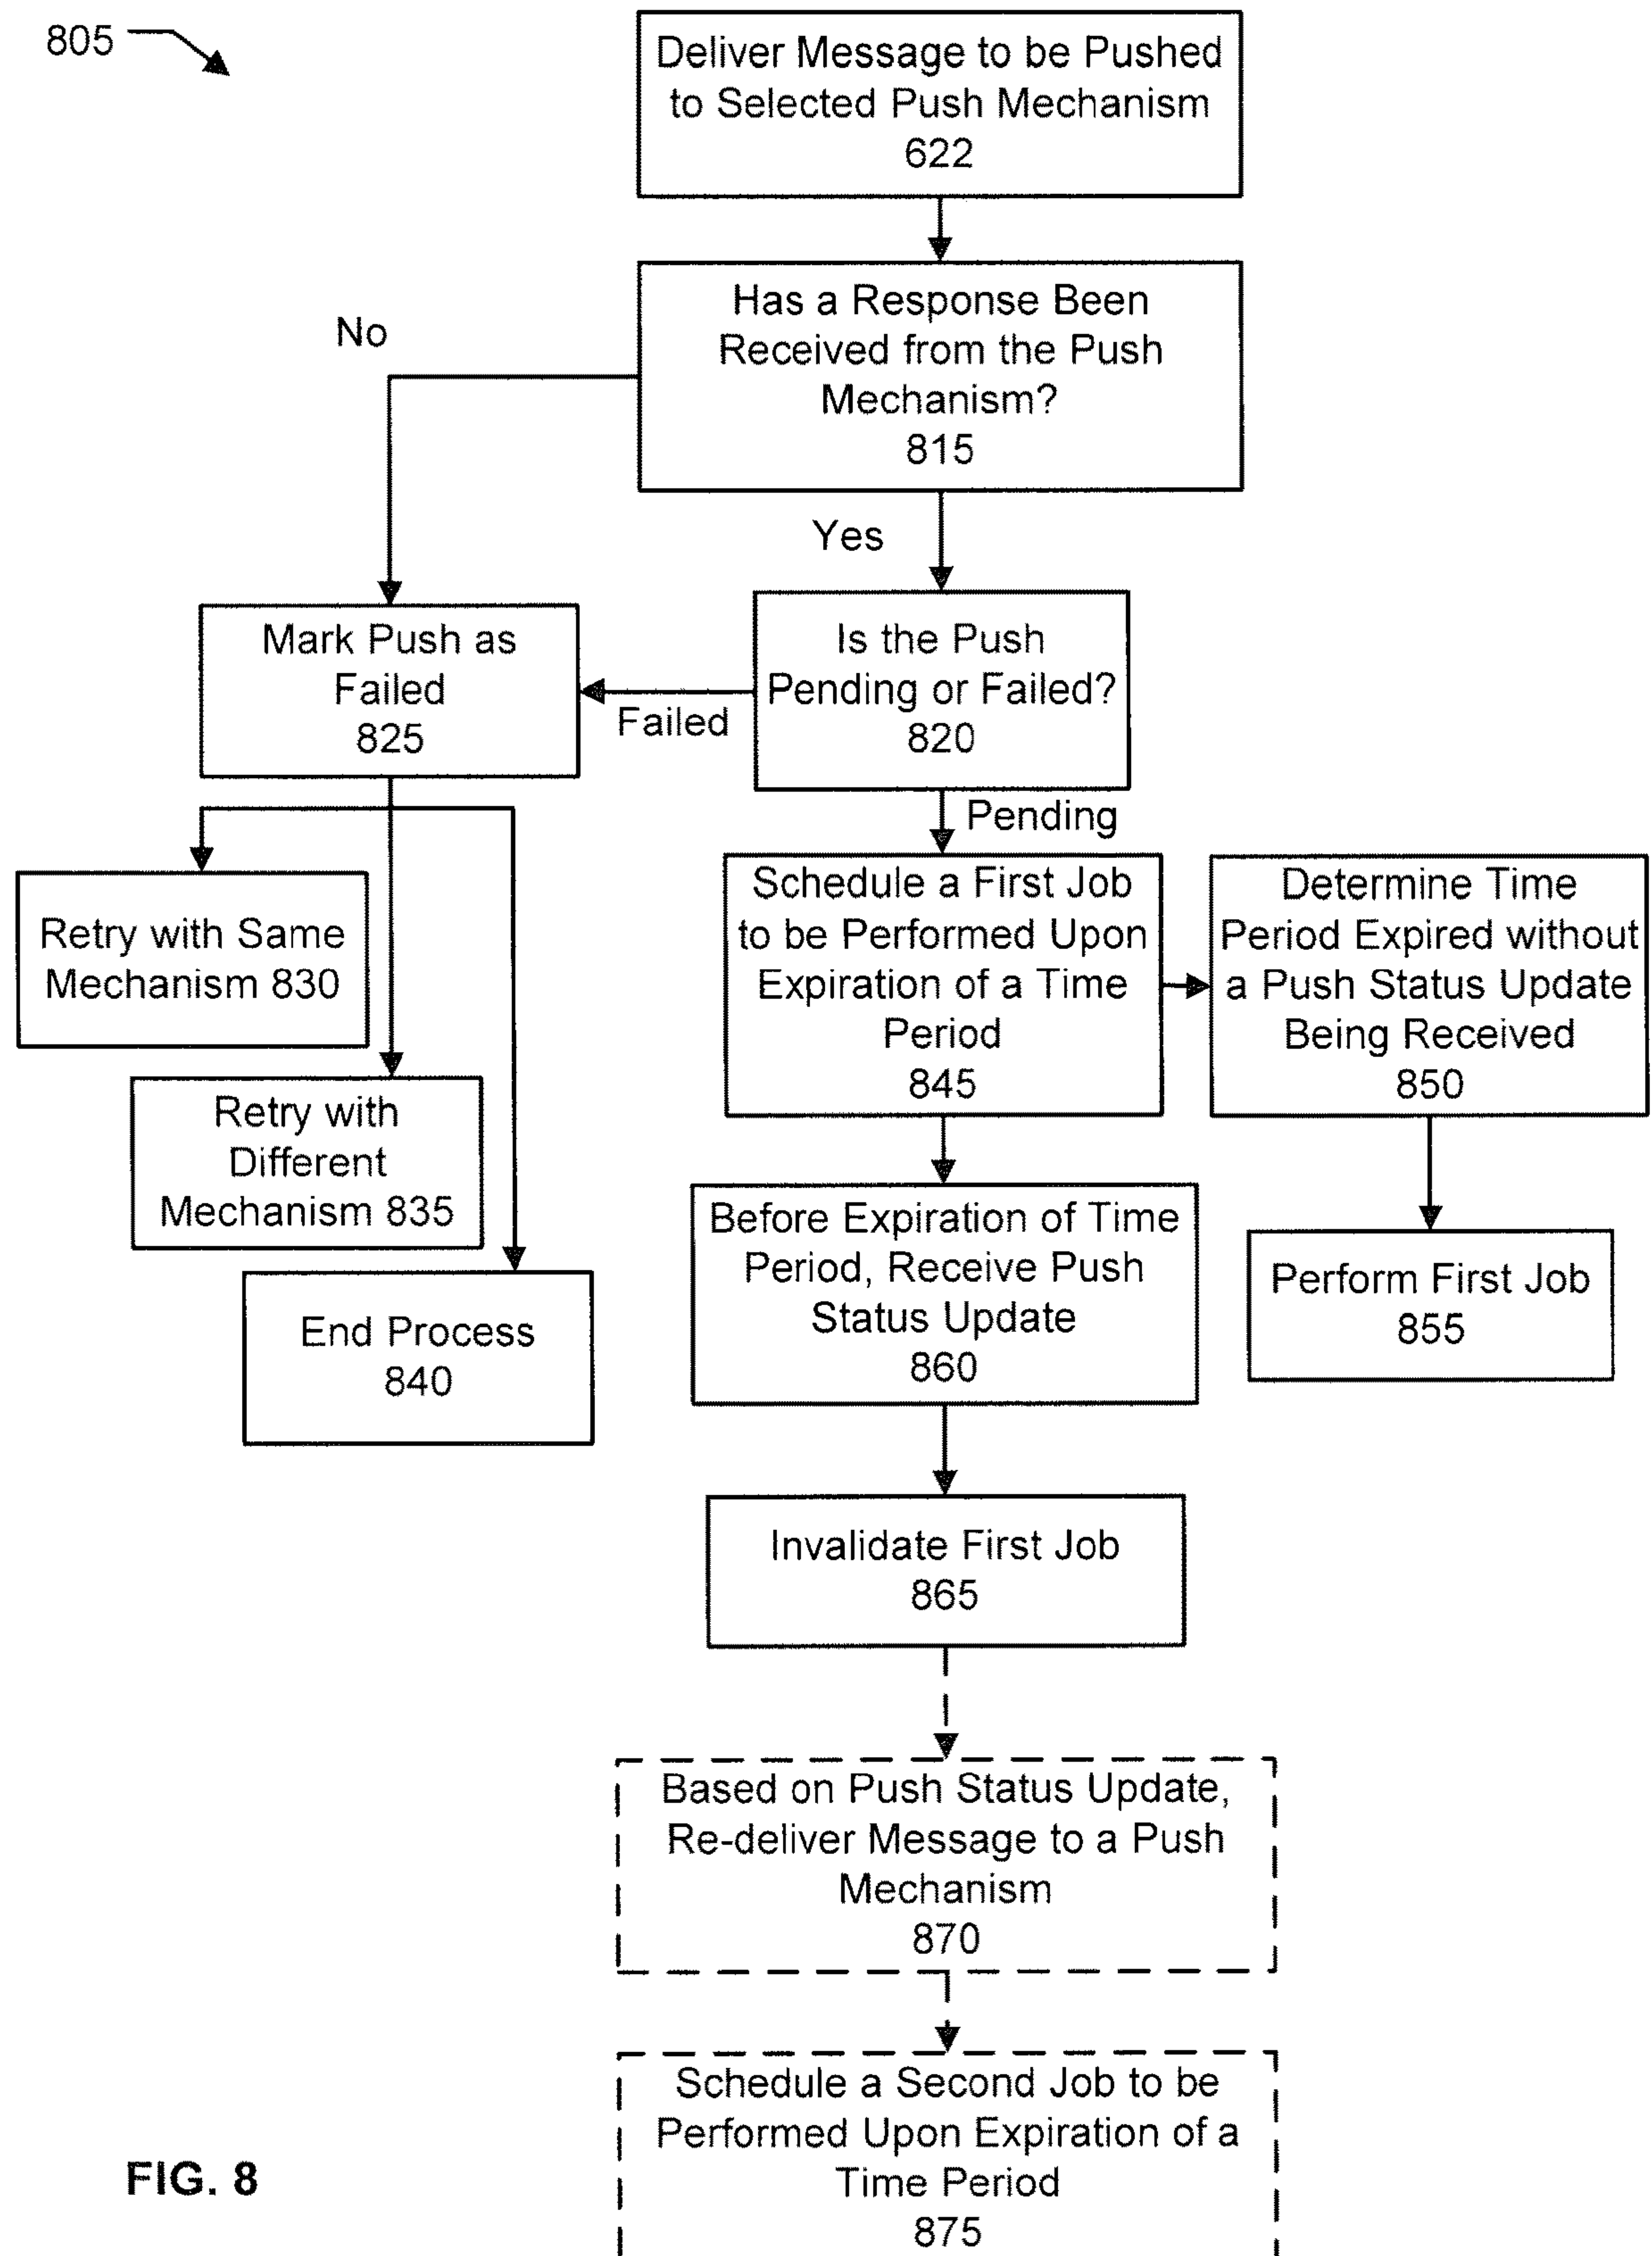 805
Deliver Message to be Pushed
to Selected Push Mechanism
622
Has a Response Been
Received from the Push
Mechanism?
815
No
Yes
Mark Push as
Failed
825
Is the Push
Pending or Failed?
820
Failed
Pending
Retry with Same
Mechanism 830
Retry with
Different
Mechanism 835
End Process
840
Schedule a First Job
to be Performed Upon
Expiration of a Time
Period
845
Determine Time
Period Expired without
a Push Status Update
Being Received
850
Perform First Job
855
Before Expiration of Time
Period, Receive Push
Status Update
860
Invalidate First Job
865
Based on Push Status Update,
Re-deliver Message to a Push
Mechanism
870
Schedule a Second Job to be
Performed Upon Expiration of a
Time Period
875
FIG. 8